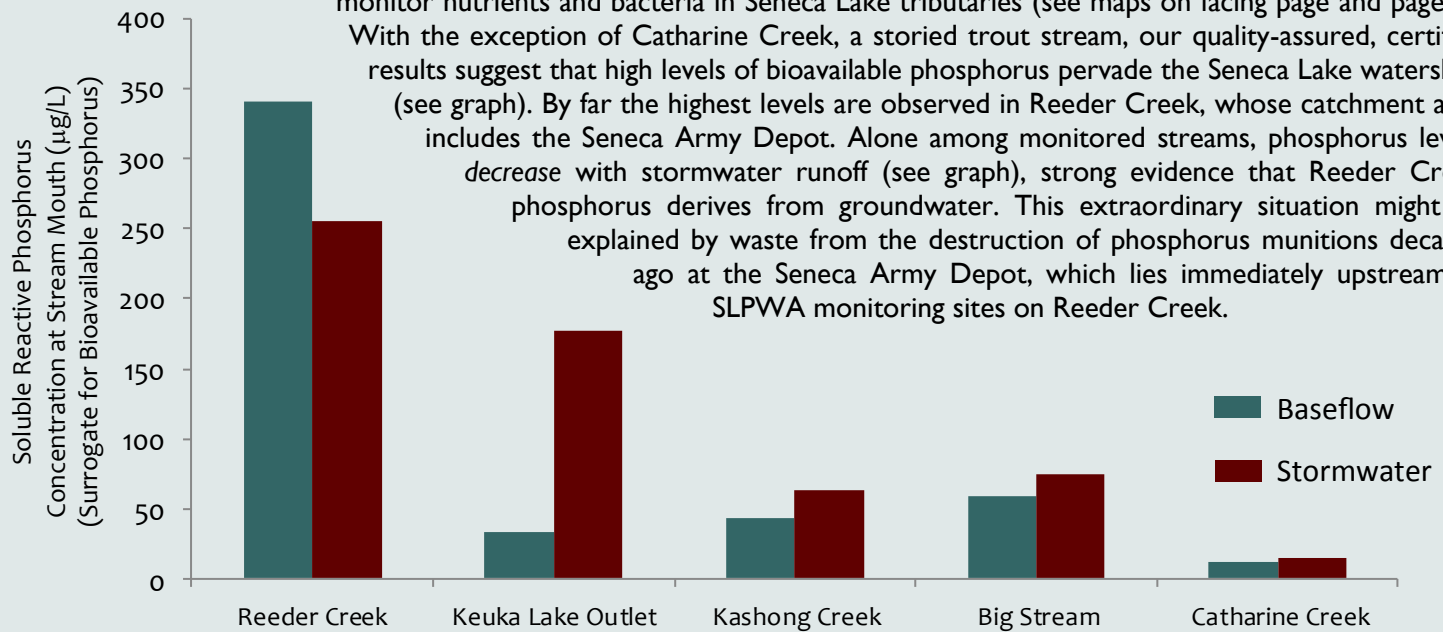 monitor nutrients and bacteria in Seneca Lake tributaries (see maps on facing page and page
With the exception of Catharine Creek, a storied trout stream, our quality-assured, certi
results suggest that high levels of bioavailable phosphorus pervade the Seneca Lake watersh
(see graph). By far the highest levels are observed in Reeder Creek, whose catchment a
includes the Seneca Army Depot. Alone among monitored streams, phosphorus lev
decrease with stormwater runoff (see graph), strong evidence that Reeder Cr
phosphorus derives from groundwater. This extraordinary situation might
explained by waste from the destruction of phosphorus munitions deca
ago at the Seneca Army Depot, which lies immediately upstream
SLPWA monitoring sites on Reeder Creek.
Soluble Reactive Phosphorus
Concentration at Stream Mouth (µg/L)
(Surrogate for Bioavailable Phosphorus)
400
350
300
250
200
150
100
50
0
Baseflow
Stormwater
Reeder Creek
Keuka Lake Outlet
Kashong Creek
Big Stream
Catharine Creek